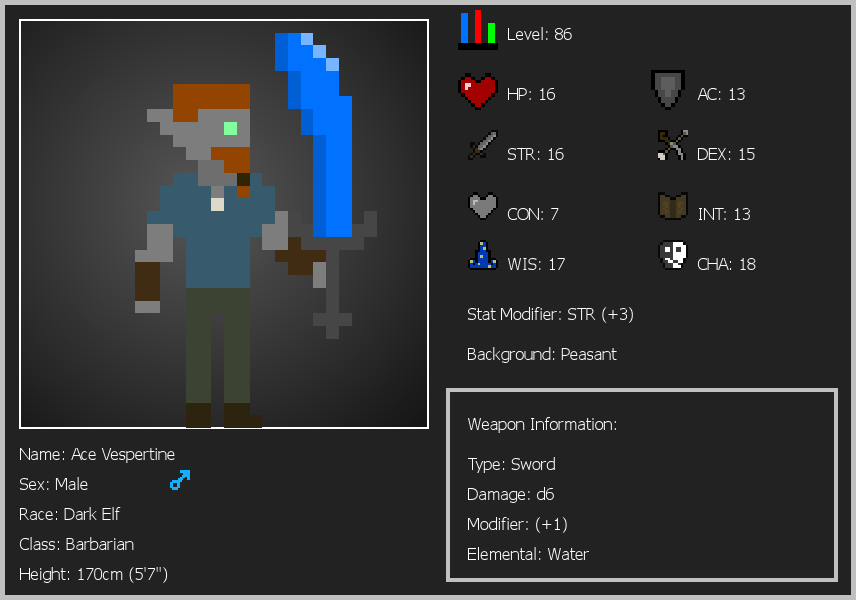 Level: 86
HP: 16
AC: 13
STR: 16
DEX: 15
CON: 7
INT: 13
WIS: 17
CHA: 18
Stat Modifier: STR (+3)
Background: Peasant
Weapon Information:
Type: Sword
Damage: d6
Modifier: (+1)
Elemental: Water
Name: Ace Vespertine
Sex: Male
Race: Dark Elf
Class: Barbarian
Height: 170cm (5'7")